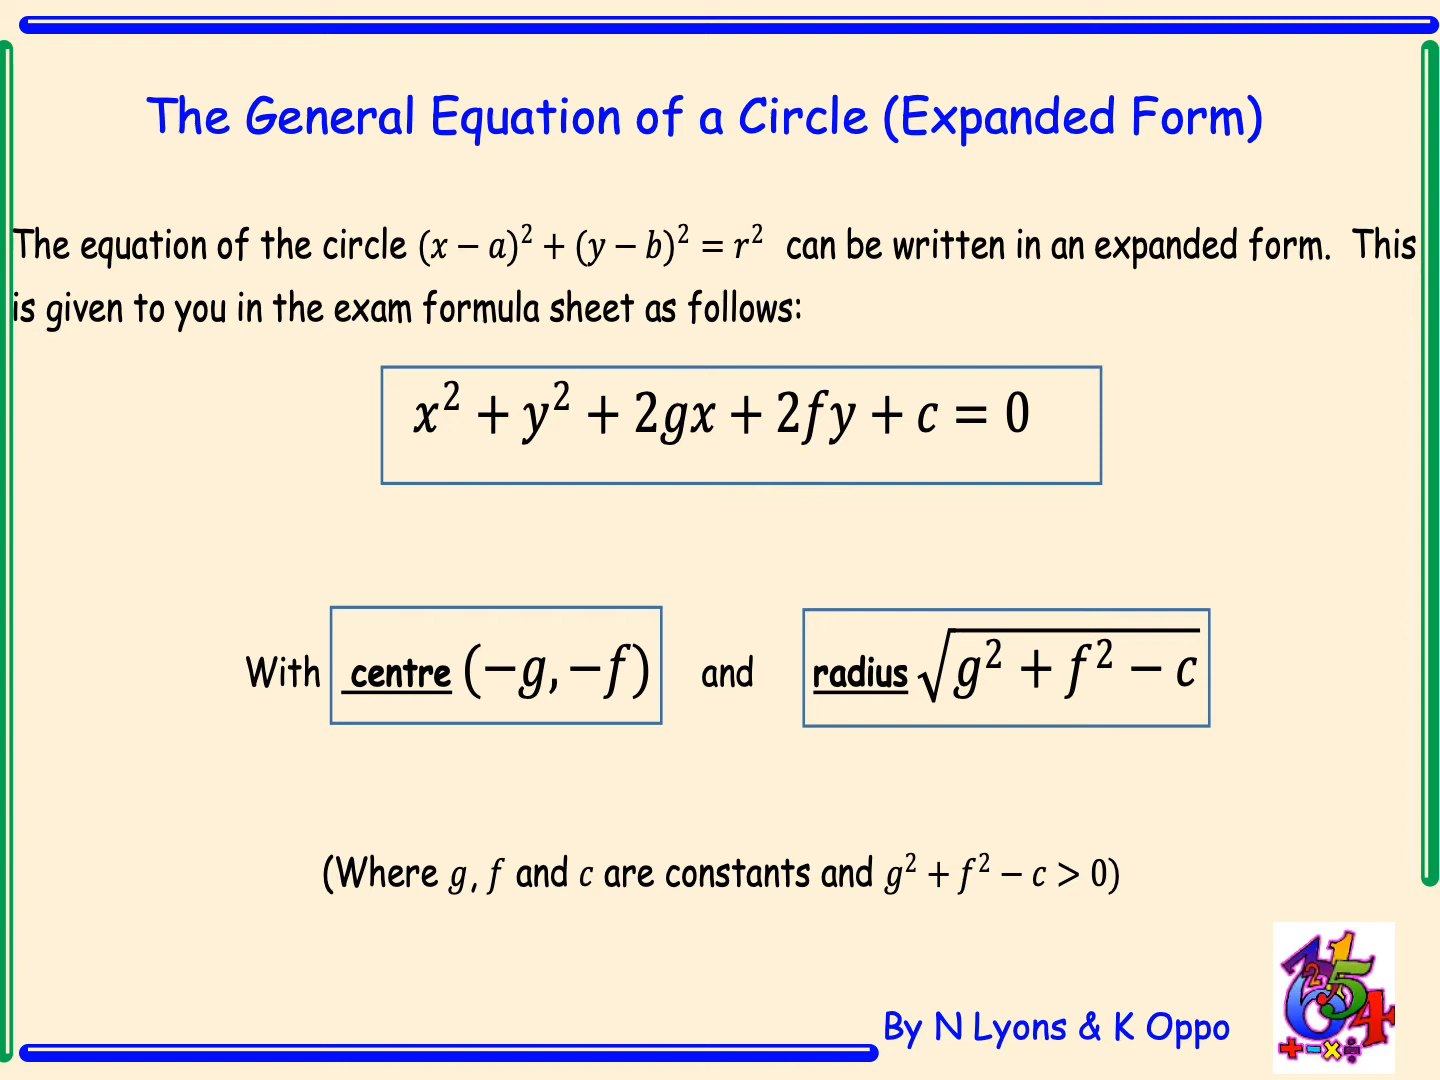 The General Equation of a Circle (Expanded Form)
The equation of the circle (x − a)² + (y − b)² = r² can be written in an expanded form. This
is given to you in the exam formula sheet as follows:
x² + y² + 2gx + 2fy + c = 0
With centre (−g, −f) and radius √(g² + f² − c)
(Where g, f and c are constants and g² + f² − c > 0)
By N Lyons & K Oppo